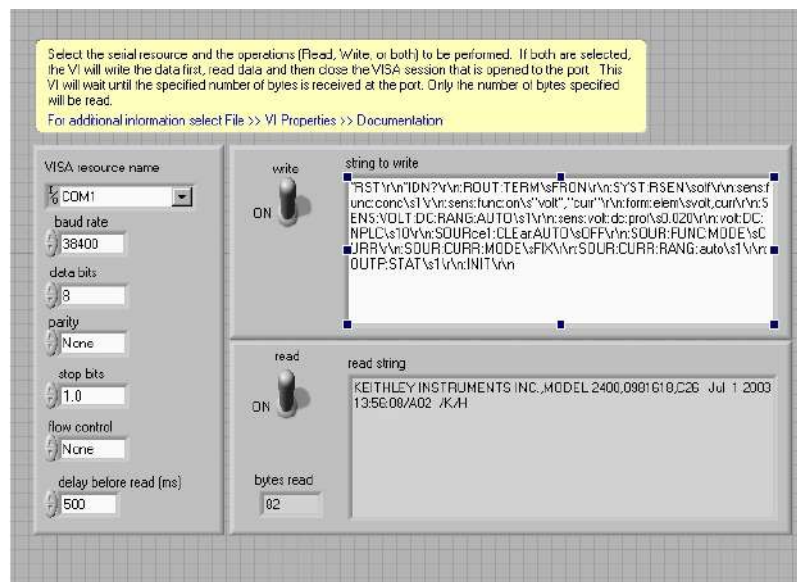 Select the serial resource and the operations (Read, Write, or both) to be performed. If both are selected,
the VI will write the data first, read data and then close the VISA session that is opened to the port. This
VI will wait until the specified number of bytes is received at the port. Only the number of bytes specified
will be read.
For additional information select File >> VI Properties >> Documentation
VISA resource name
COM1
baud rate
38400
data bits
8
parity
None
stop bits
1.0
flow control
None
delay before read (ms)
500
write
ON
string to write
*RST\r\n*IDN?\r\n:ROUT:TERM\sFRON\r\n:SYST:RSEN\soff\r\n:sens:f
unc:conc\s1\r\n:sens:func:on\s"volt","curr"\r\n:form:elem\svolt,curr\r\n:S
ENS:VOLT:DC:RANG:AUTO\s1\r\n:sens:volt:dc:prot\s0.020\r\n:volt:DC:
NPLC\s10\r\n:SOURce1:CLEar:AUTO\sOFF\r\n:SOUR:FUNC:MODE\sC
URR\r\n:SOUR:CURR:MODE\sFIX\r\n:SOUR:CURR:RANG:auto\s1\r\n:
OUTP:STAT\s1\r\n:INIT\r\n
read
ON
bytes read
82
read string
KEITHLEY INSTRUMENTS INC.,MODEL 2400,0981618,C26 Jul 1 2003
13:56:08/A02 /K/H